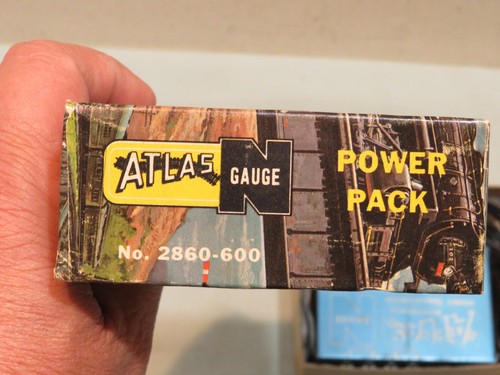 ATLAS
N
GAUGE
POWER
PACK
No. 2860-600